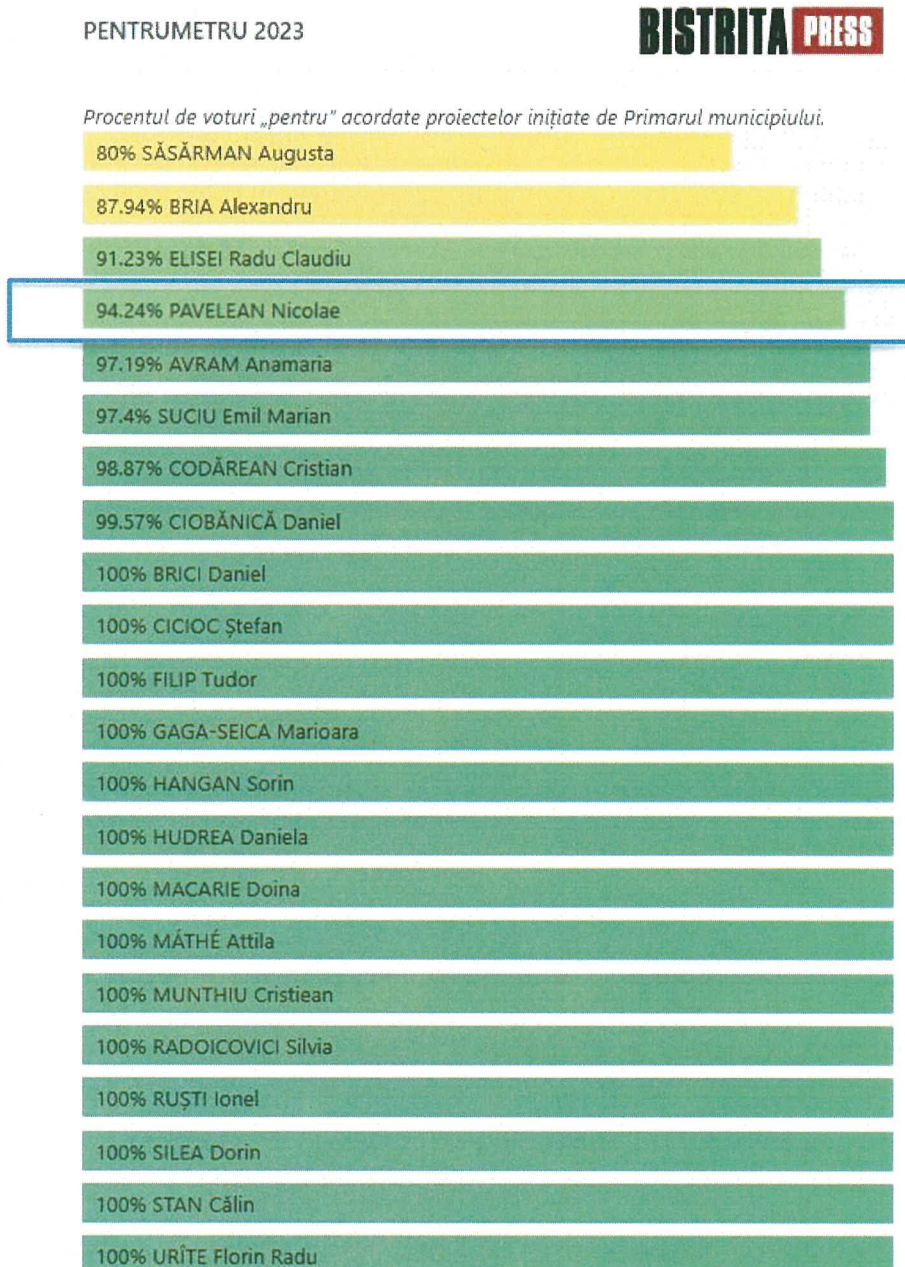 PENTRUMETRU 2023
BISTRITA PRESS
Procentul de voturi „pentru” acordate proiectelor inițiate de Primarul municipiului.
80% SĂSĂRMAN Augusta
87.94% BRIA Alexandru
91.23% ELISEI Radu Claudiu
94.24% PAVELEAN Nicolae
97.19% AVRAM Anamaria
97.4% SUCIU Emil Marian
98.87% CODĂREAN Cristian
99.57% CIOBĂNICĂ Daniel
100% BRICI Daniel
100% CICIOC Ștefan
100% FILIP Tudor
100% GAGA-SEICA Marioara
100% HANGAN Sorin
100% HUDREA Daniela
100% MACARIE Doina
100% MÁTHÉ Attila
100% MUNTHIU Cristiean
100% RADOICOVICI Silvia
100% RUȘTI Ionel
100% SILEA Dorin
100% STAN Călin
100% URÎTE Florin Radu